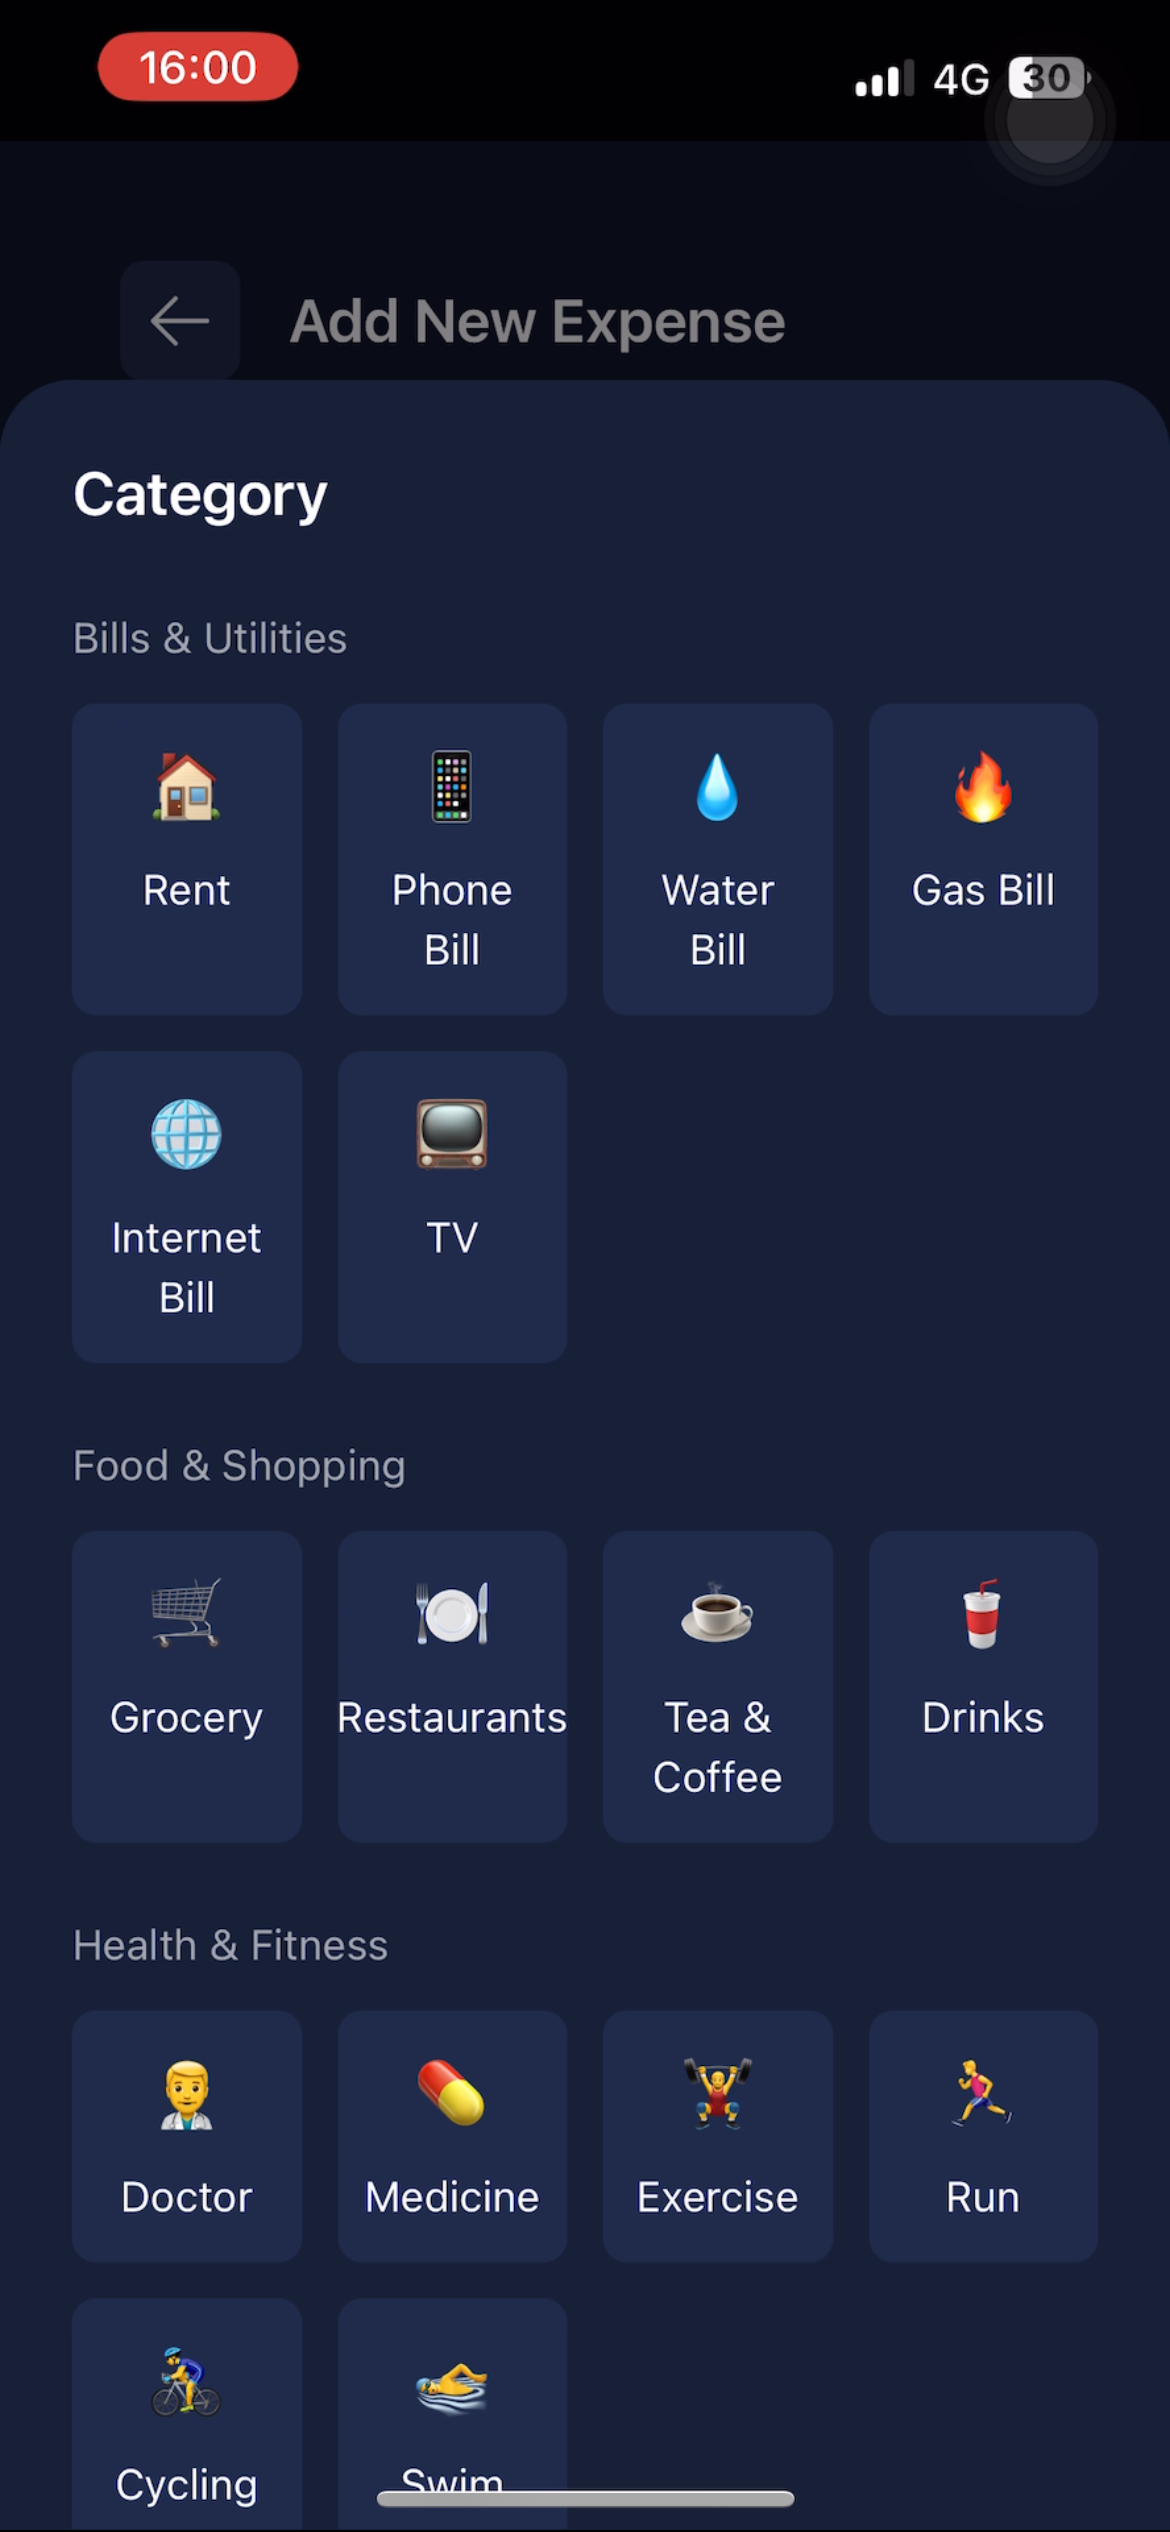 16:00
4G 30
Add New Expense
Category
Bills & Utilities
Rent
Phone
Bill
Water
Bill
Gas Bill
Internet
Bill
TV
Food & Shopping
Grocery
Restaurants
Tea &
Coffee
Drinks
Health & Fitness
Doctor
Medicine
Exercise
Run
Cycling
Swim